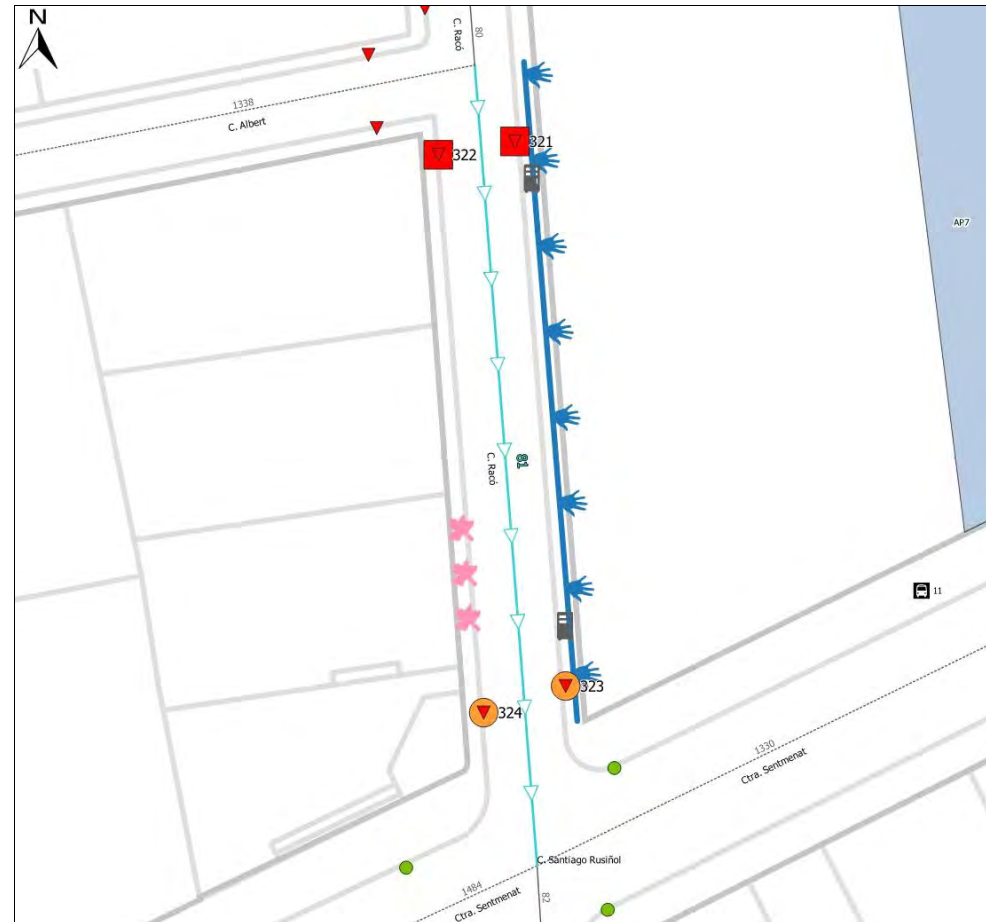 N
C. Racó
80
1338
C. Albert
322
321
AP7
C. Racó
81
11
323
324
1330
Ctra. Sentmenat
C. Santiago Rusiñol
1484
Ctra. Sentmenat
82